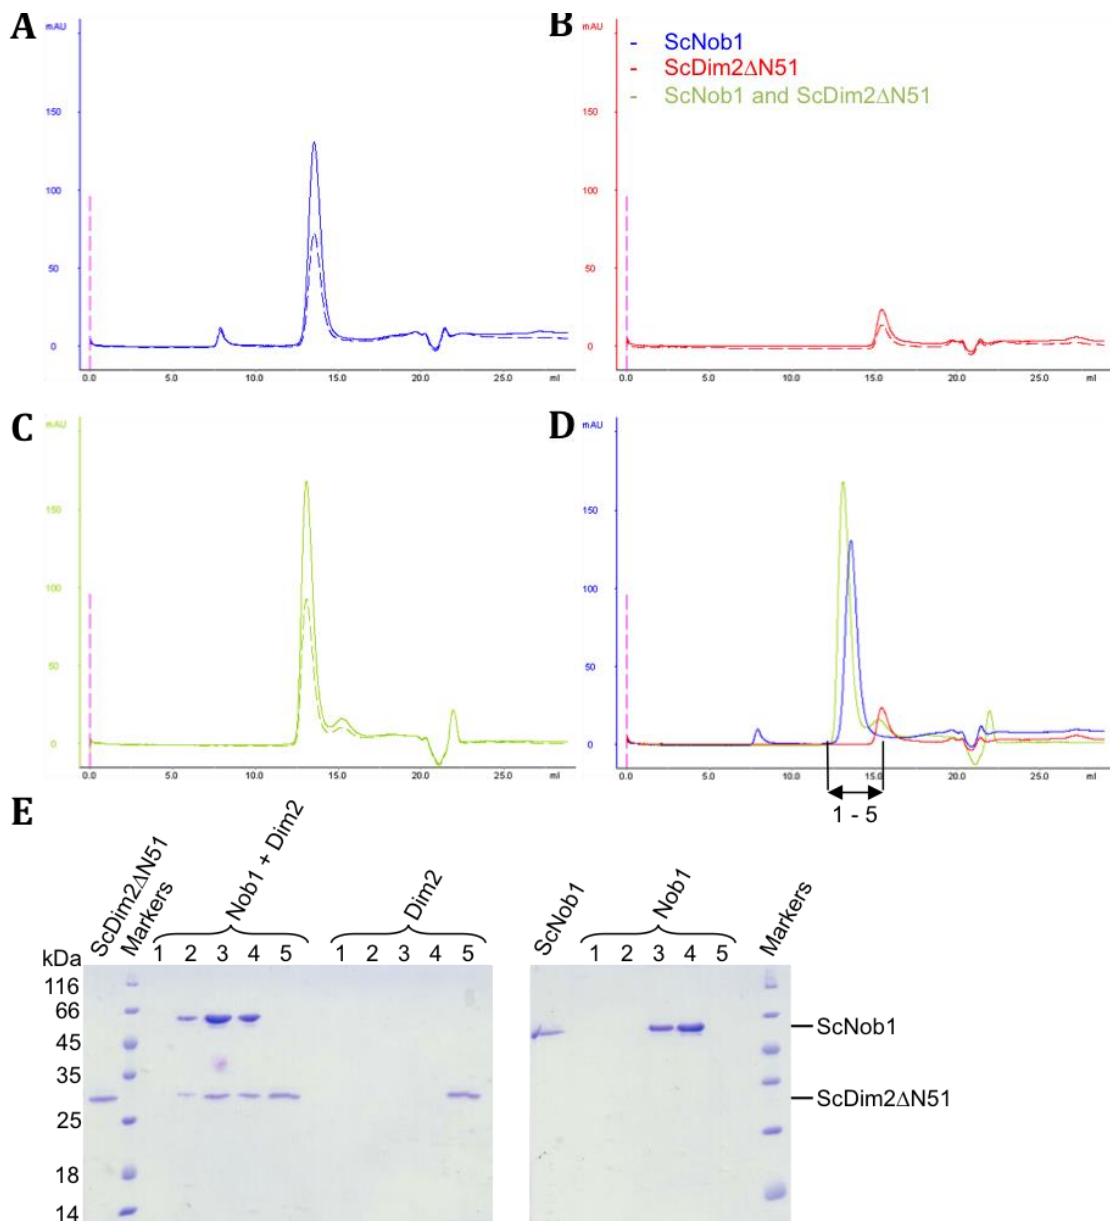 A
mAU
150
100
50
0
0.0 5.0 10.0 15.0 20.0 25.0 ml
B
mAU
- ScNob1
- ScDim2ΔN51
- ScNob1 and ScDim2ΔN51
150
100
50
0
0.0 5.0 10.0 15.0 20.0 25.0 ml
C
mAU
150
100
50
0
0.0 5.0 10.0 15.0 20.0 25.0 ml
D
mAU
150
100
50
0
0.0 5.0 10.0 15.0 20.0 25.0 ml
1 - 5
E
ScDim2ΔN51
Markers
Nob1 + Dim2
Dim2
ScNob1
Nob1
Markers
1 2 3 4 5 1 2 3 4 5 1 2 3 4 5
kDa
116
66
45
35
25
18
14
ScNob1
ScDim2ΔN51